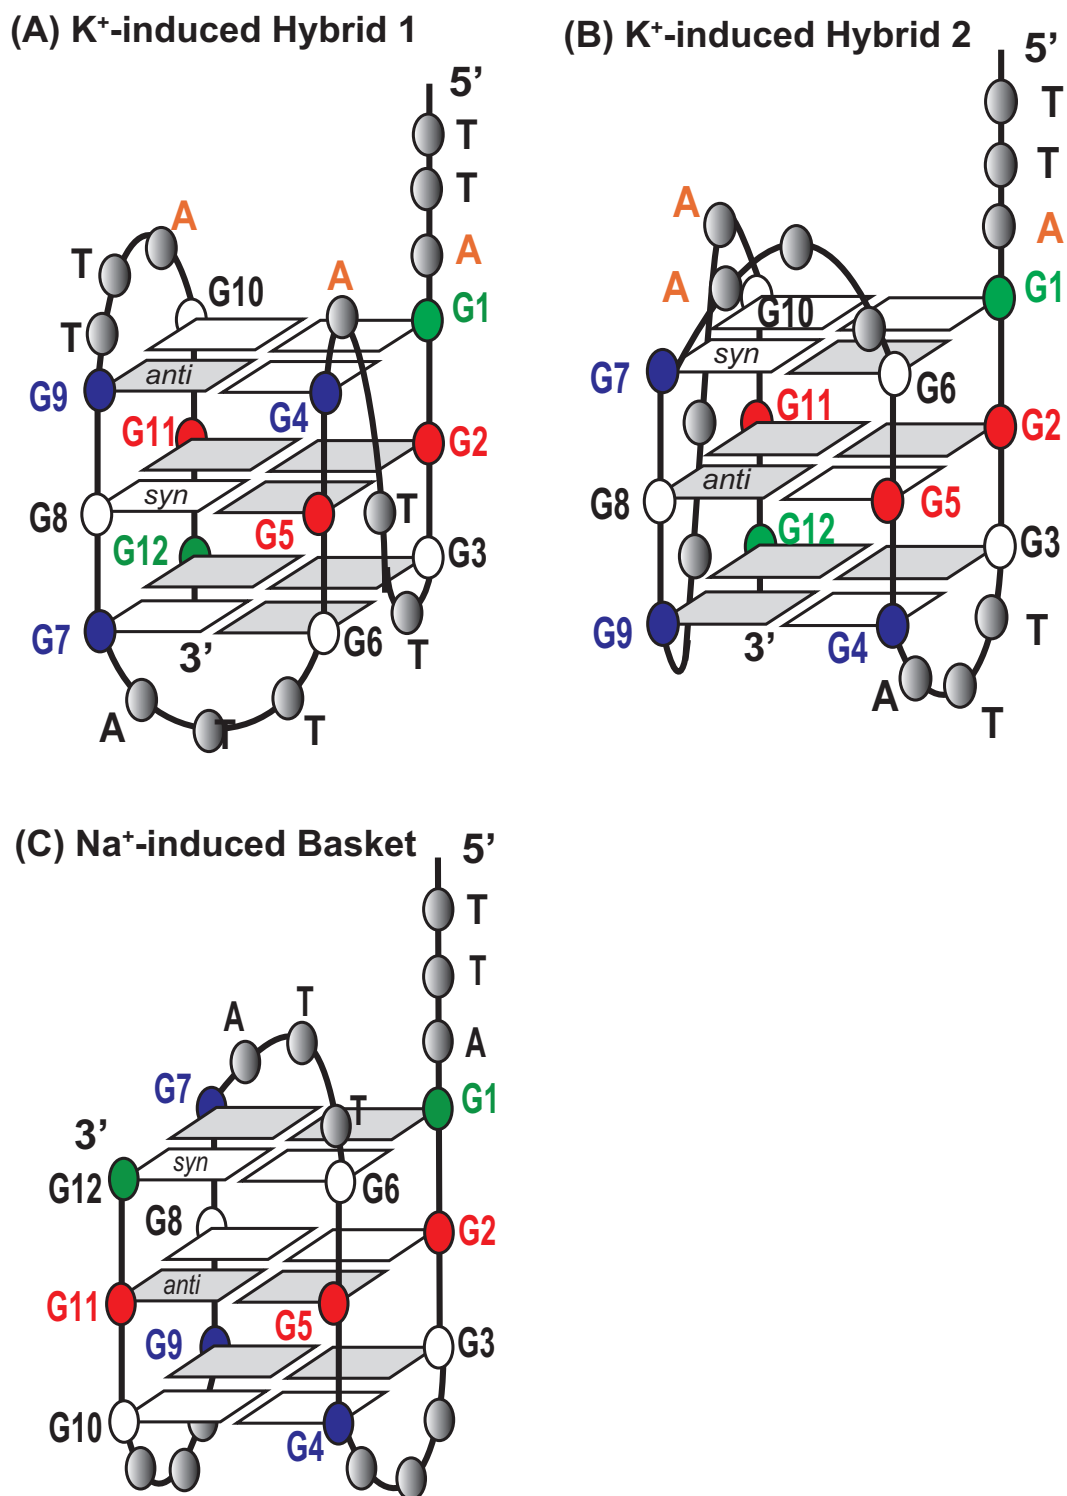 (A) K⁺-induced Hybrid 1
5’
T
T
A
A
A
T
T
G10
G1
anti
G9
G4
G11
G2
syn
G8
G5
T
G12
G3
G7
3’
G6
T
A
T
T
(B) K⁺-induced Hybrid 2
5’
T
T
A
A
A
G1
G10
syn
G7
G6
G11
G2
anti
G8
G5
G12
G3
G9
3’
G4
T
A
T
(C) Na⁺-induced Basket
5’
T
T
A
T
A
T
G7
G1
3’
syn
G12
G6
G8
G2
anti
G11
G5
G9
G3
G10
G4